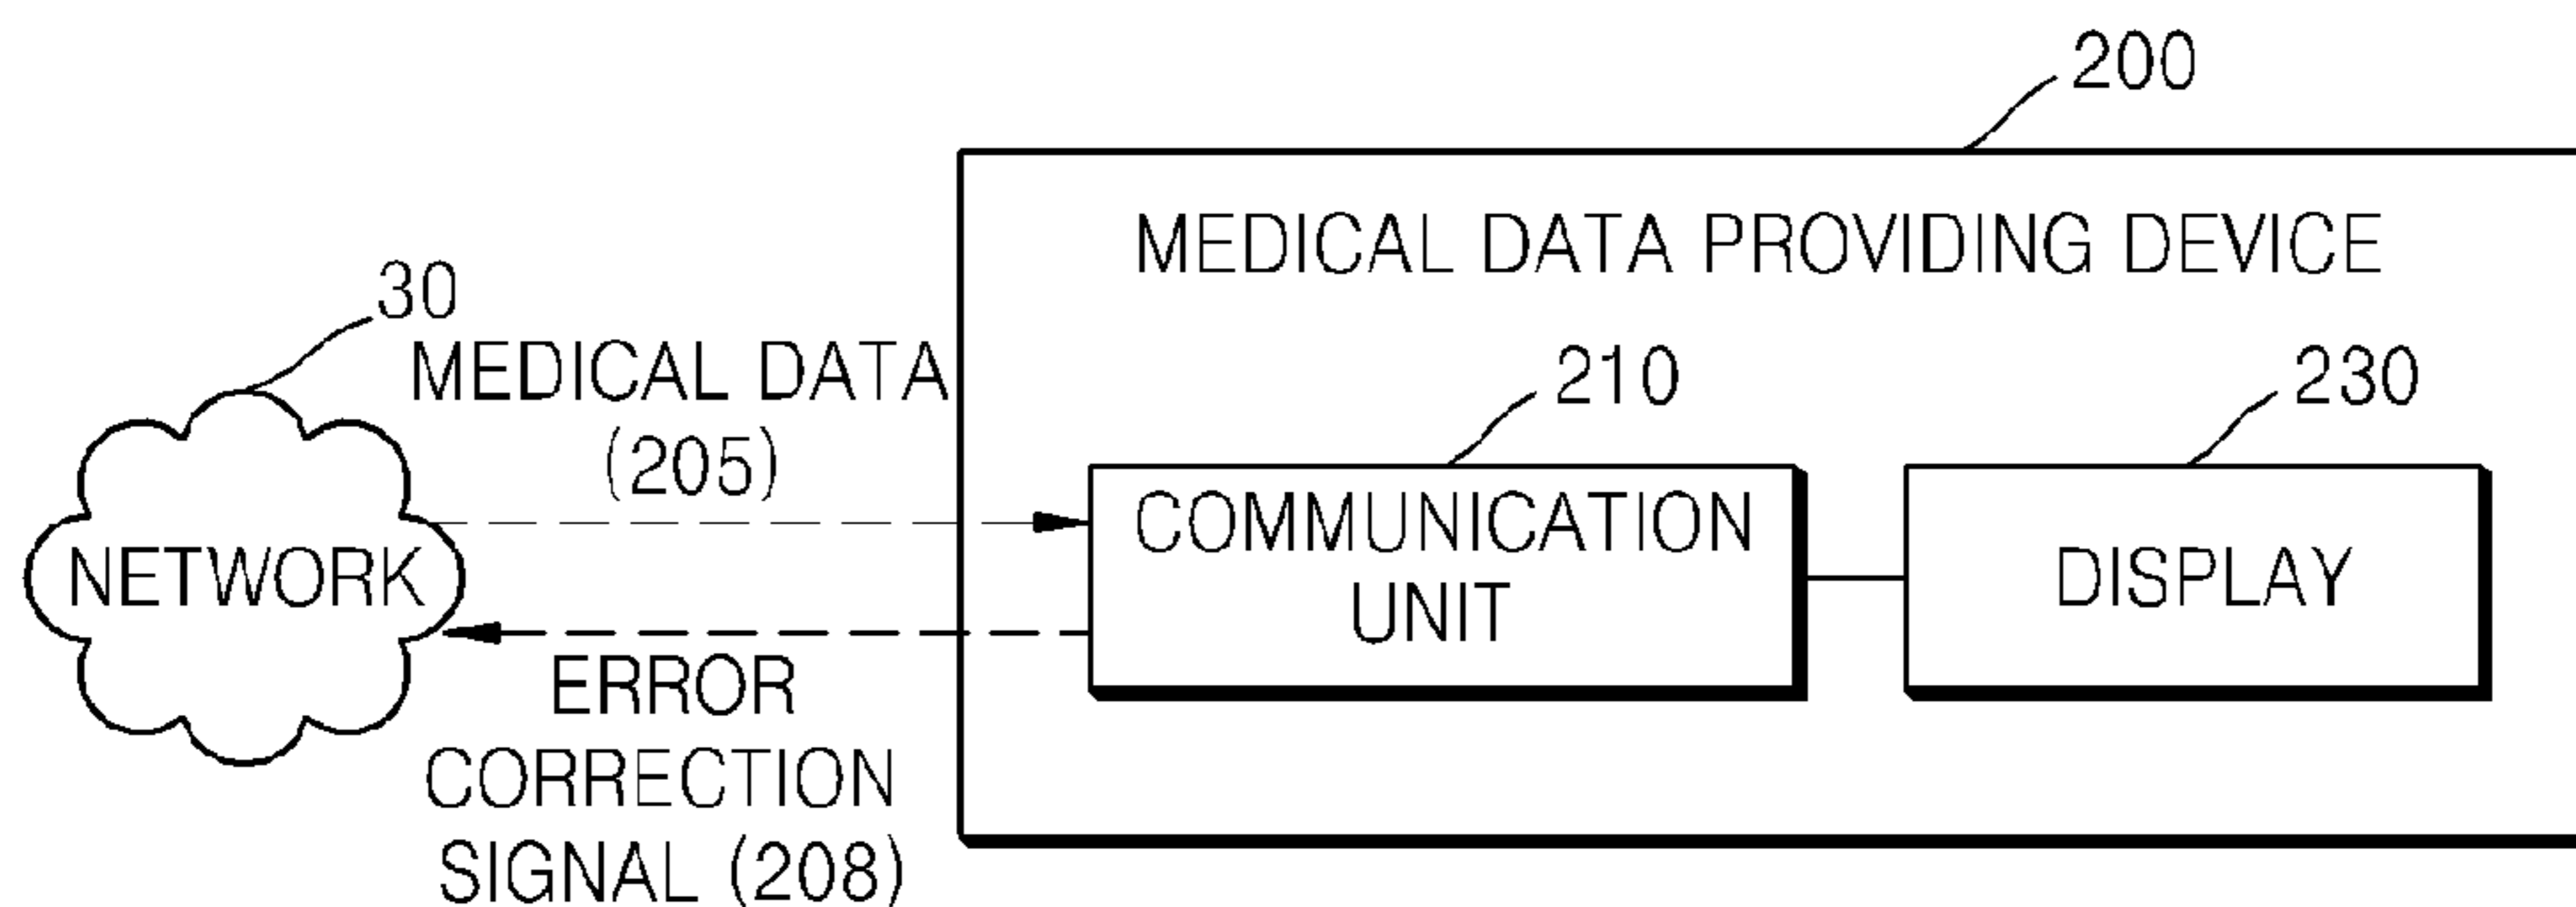 200
MEDICAL DATA PROVIDING DEVICE
30
MEDICAL DATA
(205)
210
230
NETWORK
COMMUNICATION
UNIT
DISPLAY
ERROR
CORRECTION
SIGNAL (208)